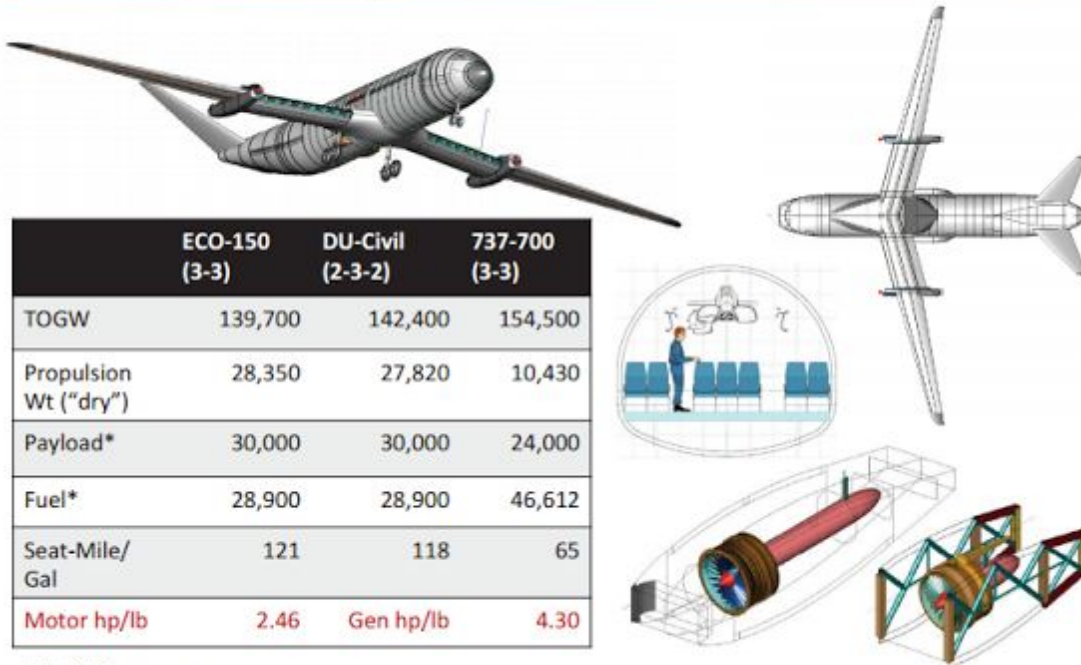 ECO-150 DU-Civil 737-700
(3-3) (2-3-2) (3-3)
TOGW 139,700 142,400 154,500
Propulsion 28,350 27,820 10,430
Wt (“dry”)
Payload* 30,000 30,000 24,000
Fuel* 28,900 28,900 46,612
Seat-Mile/ 121 118 65
Gal
Motor hp/lb 2.46 Gen hp/lb 4.30